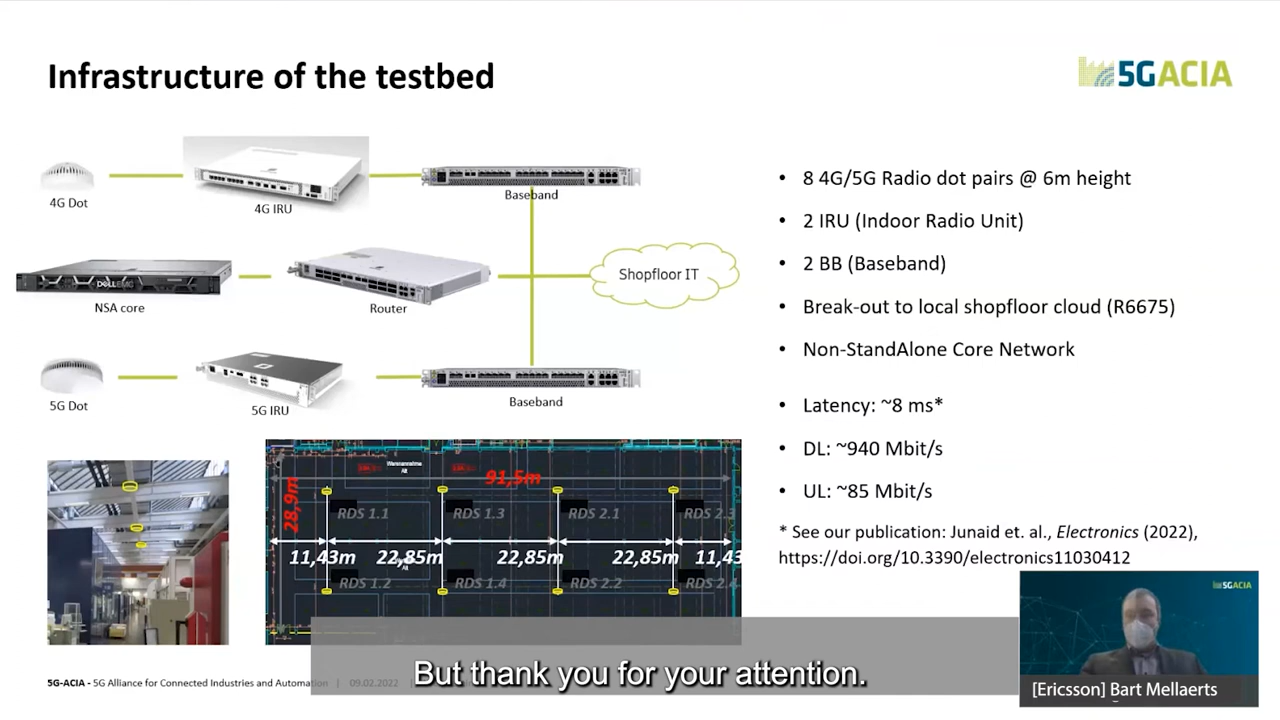 Infrastructure of the testbed
5GACIA
4G Dot
4G IRU
Baseband
NSA core
DELLEMC
Router
Shopfloor IT
5G Dot
5G IRU
Baseband
• 8 4G/5G Radio dot pairs @ 6m height
• 2 IRU (Indoor Radio Unit)
• 2 BB (Baseband)
• Break-out to local shopfloor cloud (R6675)
• Non-StandAlone Core Network
• Latency: ~8 ms*
• DL: ~940 Mbit/s
• UL: ~85 Mbit/s
* See our publication: Junaid et. al., Electronics (2022),
https://doi.org/10.3390/electronics11030412
Warenannahme
Alt
91,5m
28,9m
RDS 1.1
RDS 1.3
RDS 2.1
RDS 2.3
11,43m
22,85m
22,85m
22,85m
11,43
RDS 1.2
RDS 1.4
RDS 2.2
RDS 2.4
5G-ACIA - 5G Alliance for Connected Industries and Automation | 09.02.2022 |
But thank you for your attention.
5GACIA
[Ericsson] Bart Mellaerts